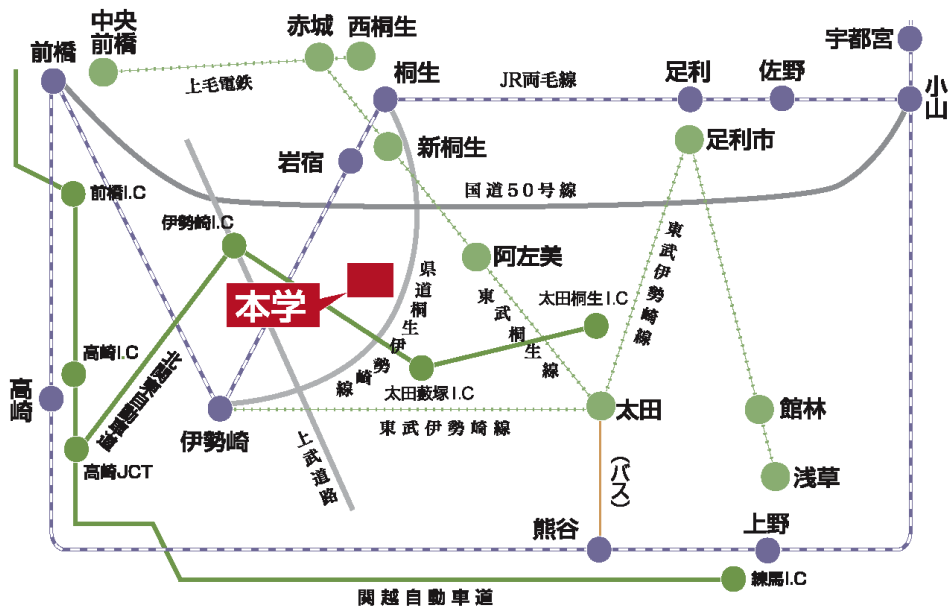 中央
前橋
前橋
赤城
西桐生
宇都宮
上毛電鉄
桐生
JR両毛線
足利
佐野
小山
新桐生
足利市
岩宿
国道50号線
前橋I.C
伊勢崎I.C
阿左美
東武伊勢崎線
県道桐生伊勢崎線
東武桐生線
太田桐生I.C
本学
高崎I.C
北関東自動車道
太田藪塚I.C
高崎
伊勢崎
東武伊勢崎線
太田
館林
上武道路
高崎JCT
(バス)
浅草
熊谷
上野
練馬I.C
関越自動車道